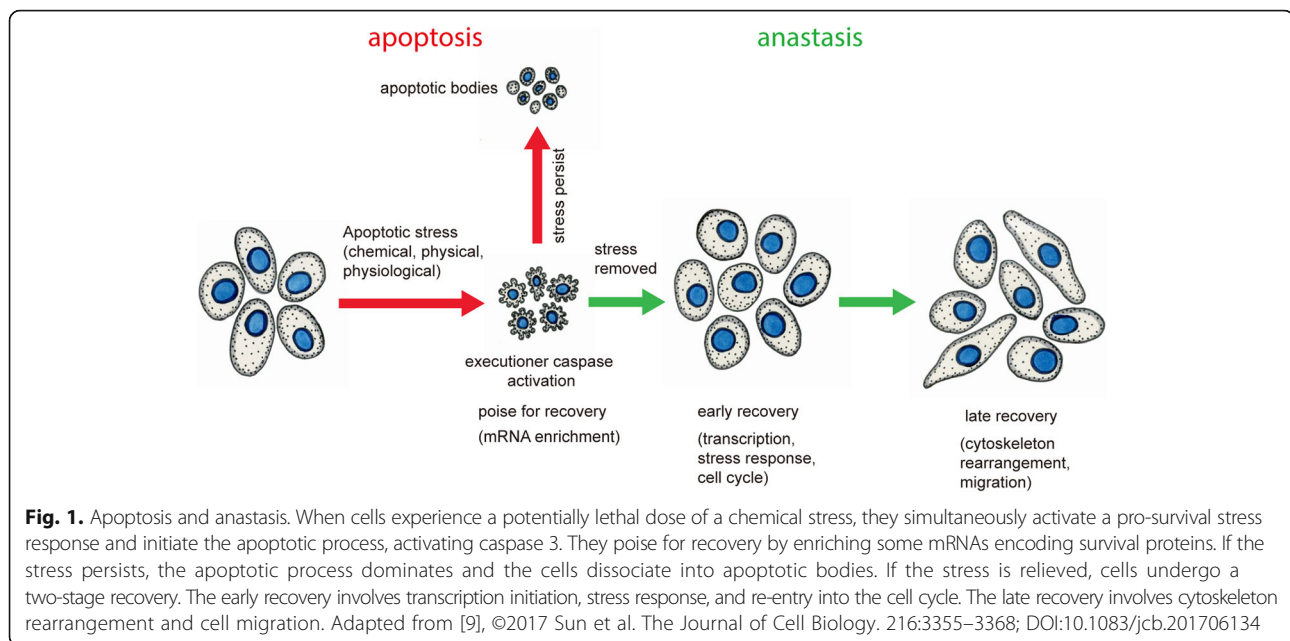 apoptosis
anastasis
apoptotic bodies
stress persist
Apoptotic stress
(chemical, physical,
physiological)
stress
removed
executioner caspase
activation
poise for recovery
(mRNA enrichment)
early recovery
(transcription,
stress response,
cell cycle)
late recovery
(cytoskeleton
rearrangement,
migration)
Fig. 1. Apoptosis and anastasis. When cells experience a potentially lethal dose of a chemical stress, they simultaneously activate a pro-survival stress
response and initiate the apoptotic process, activating caspase 3. They poise for recovery by enriching some mRNAs encoding survival proteins. If the
stress persists, the apoptotic process dominates and the cells dissociate into apoptotic bodies. If the stress is relieved, cells undergo a
two-stage recovery. The early recovery involves transcription initiation, stress response, and re-entry into the cell cycle. The late recovery involves cytoskeleton
rearrangement and cell migration. Adapted from [9], ©2017 Sun et al. The Journal of Cell Biology. 216:3355–3368; DOI:10.1083/jcb.201706134